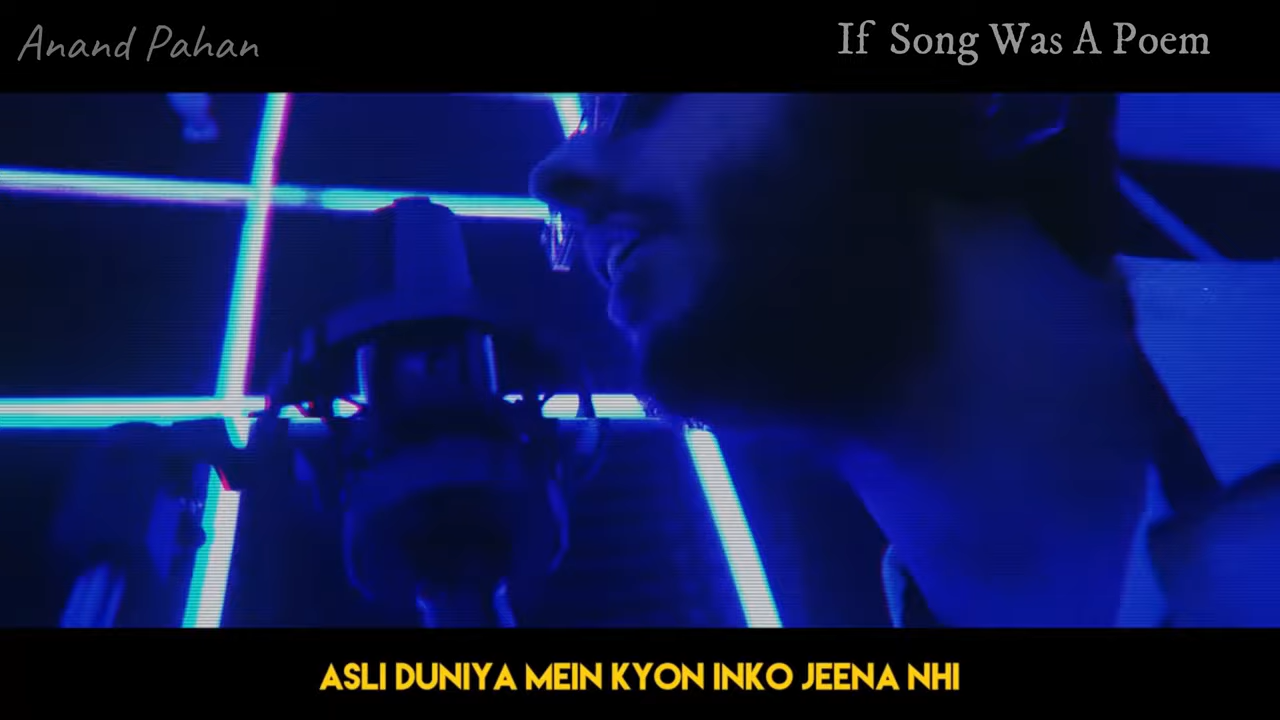 Anand Pahan
If Song Was A Poem
ASLI DUNIYA MEIN KYON INKO JEENA NHI